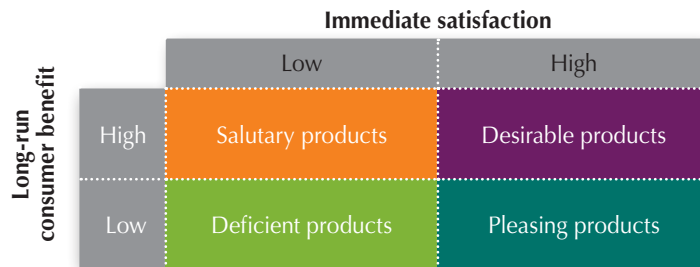 Immediate satisfaction
Low High
Long-run
consumer benefit
High Salutary products Desirable products
Low Deficient products Pleasing products